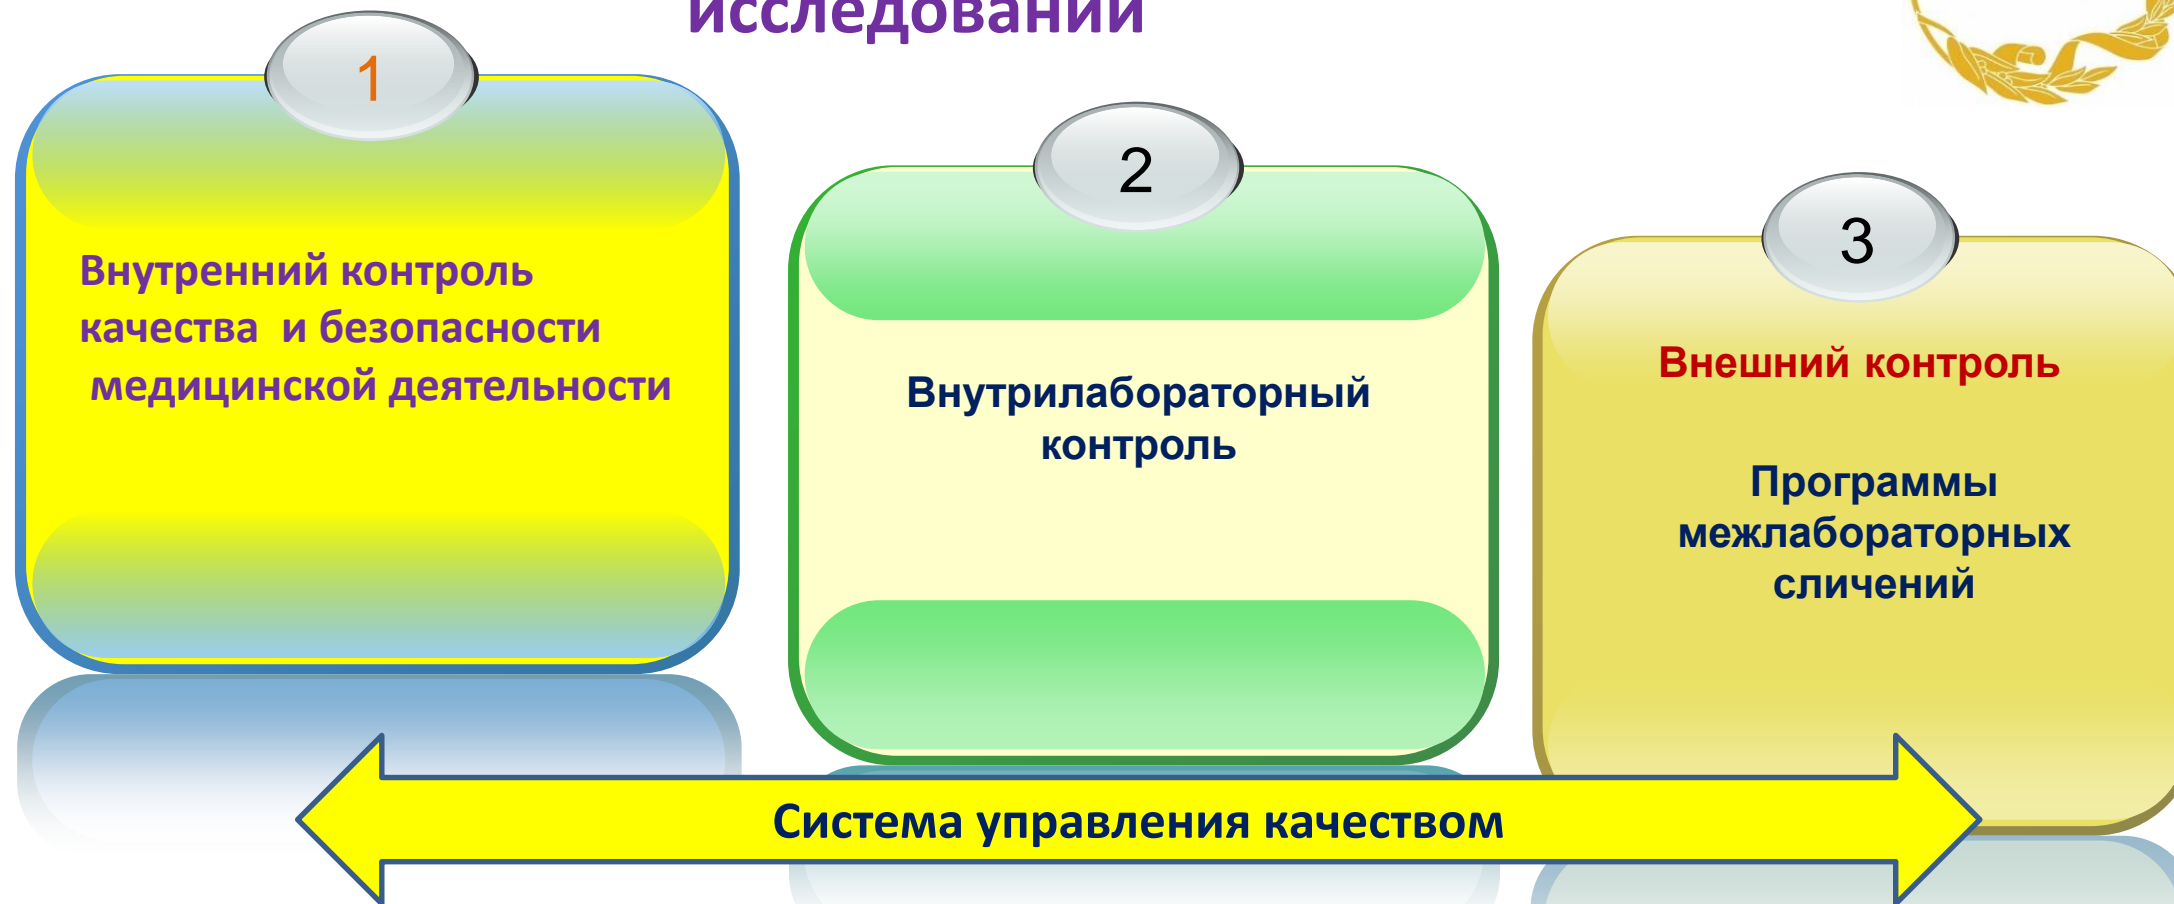 исследований
1
Внутренний контроль
качества и безопасности
медицинской деятельности
2
Внутрилабораторный
контроль
3
Внешний контроль
Программы
межлабораторных
сличений
Система управления качеством